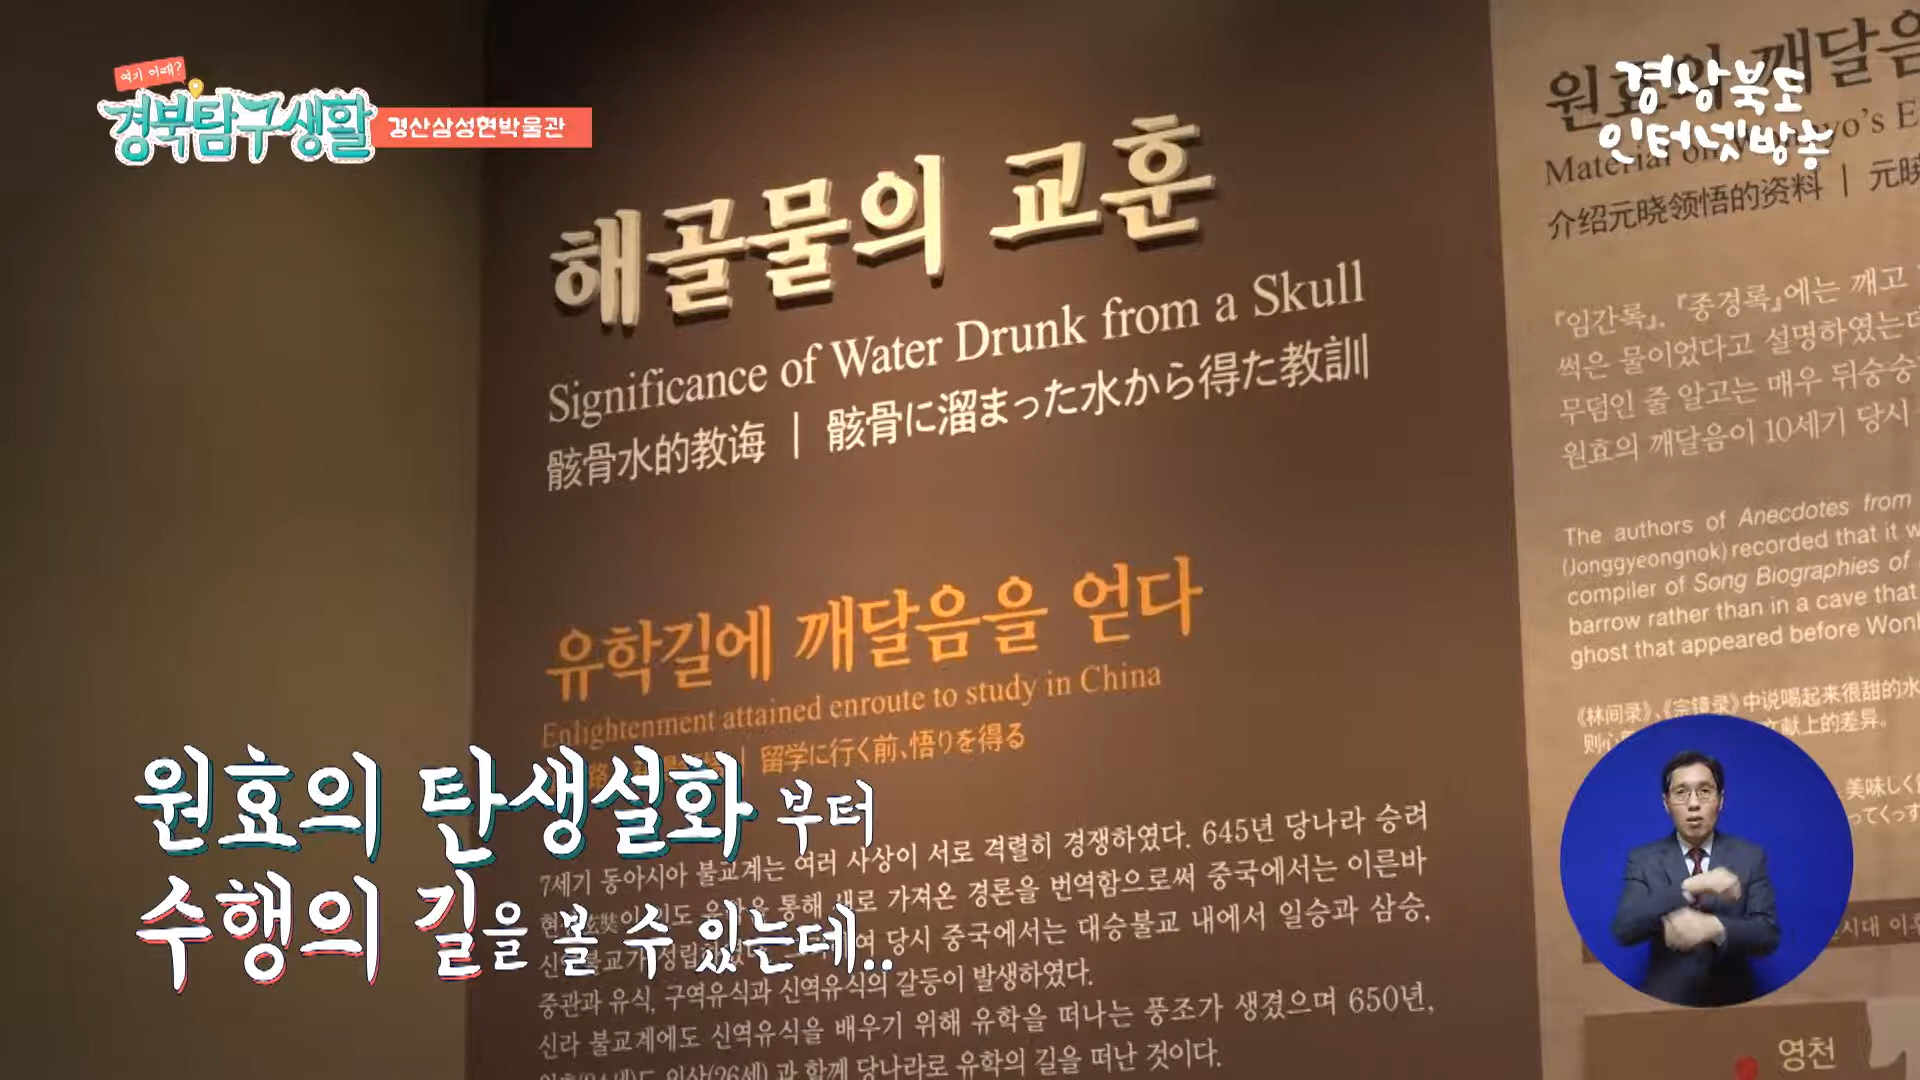 여기 어때?
경북탐구생활
경산삼성현박물관
경상북도
인터넷방송
해골물의 교훈
Significance of Water Drunk from a Skull
骸骨水的教诲 | 骸骨に溜まった水から得た教訓
유학길에 깨달음을 얻다
Enlightenment attained enroute to study in China
留学に行く前、悟りを得る
7세기 동아시아 불교계는 여러 사상이 서로 격렬히 경쟁하였다. 645년 당나라 승려
통해 새로 가져온 경론을 번역함으로써 중국에서는 이른바
당시 중국에서는 대승불교 내에서 일승과 삼승,
중관과 유식, 구역유식과 신역유식의 갈등이 발생하였다.
신라 불교계에도 신역유식을 배우기 위해 유학을 떠나는 풍조가 생겼으며 650년,
과 함께 당나라로 유학의 길을 떠난 것이다.
원효의 깨달음
Material on
介绍元晓领悟的资料 | 元暁
『임간록』, 『종경록』에는 깨고
썩은 물이었다고 설명하였는데
무덤인 줄 알고는 매우 뒤숭숭
원효의 깨달음이 10세기 당시
The authors of Anecdotes from
(Jonggyeongnok) recorded that it w
compiler of Song Biographies of
barrow rather than in a cave that
ghost that appeared before Wonh
《林间录》、《宗镜录》中说喝起来很甜的水
文献上的差异。
美味しく
영천
원효의 탄생설화 부터
수행의 길을 볼 수 있는데..